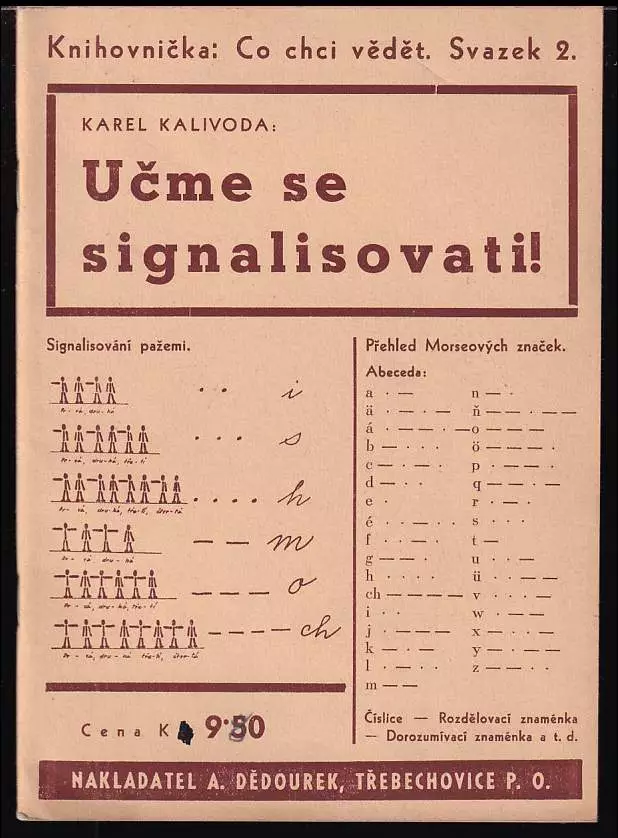 Knihovnička: Co chci vědět. Svazek 2.
KAREL KALIVODA:
Učme se
signalisovati!
Signalisování pažemi.
· · i
· · · s
· · · · h
— — m
— — — o
— — — — ch
Cena K 9·50
Přehled Morseových značek.
Abeceda:
a · —
ä · — · —
á · — — · —
b — · · ·
c — · — ·
d — · ·
e ·
é · · — · ·
f · · — ·
g — — ·
h · · · ·
ch — — — —
i · ·
j · — — —
k — · —
l · — · ·
m — —
n — ·
ň — — · — —
o — — —
ö — — — ·
p · — — ·
q — — · —
r · — ·
s · · ·
t —
u · · —
ü · · — —
v · · · —
w · — —
x — · · —
y — · — —
z — — · ·
Číslice — Rozdělovací znaménka
— Dorozumívací znaménka a t. d.
NAKLADATEL A. DĚDOUREK, TŘEBECHOVICE P. O.